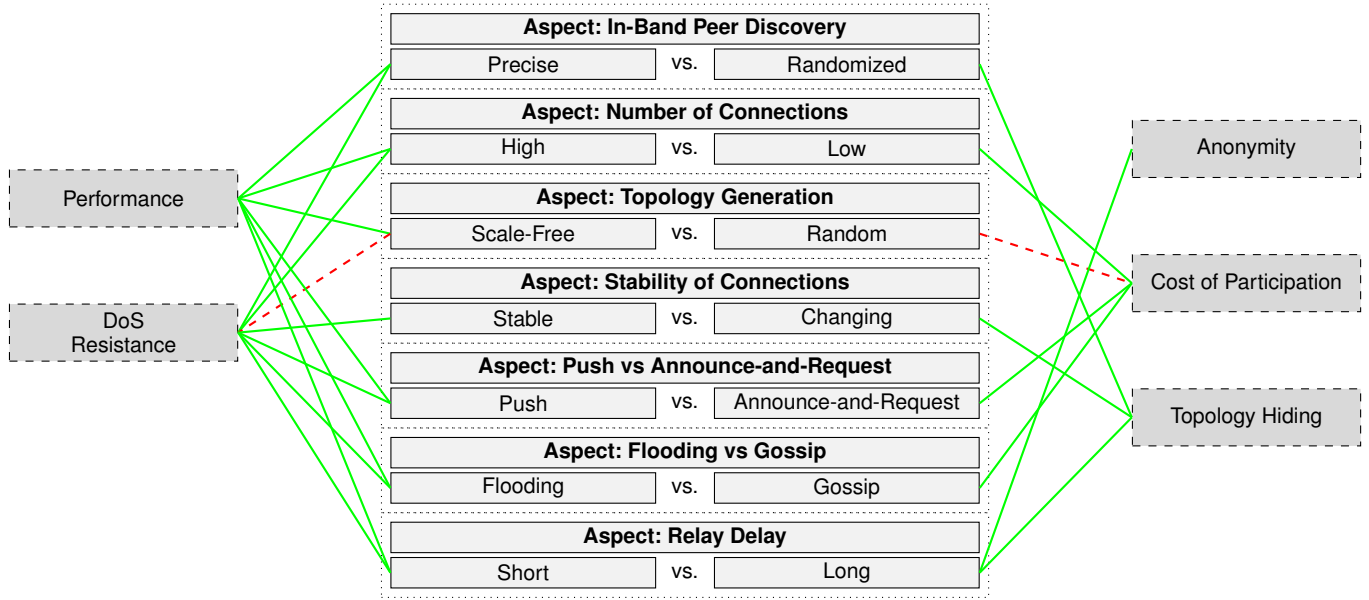 Performance
DoS
Resistance
Aspect: In-Band Peer Discovery
Precise vs. Randomized
Aspect: Number of Connections
High vs. Low
Aspect: Topology Generation
Scale-Free vs. Random
Aspect: Stability of Connections
Stable vs. Changing
Aspect: Push vs Announce-and-Request
Push vs. Announce-and-Request
Aspect: Flooding vs Gossip
Flooding vs. Gossip
Aspect: Relay Delay
Short vs. Long
Anonymity
Cost of Participation
Topology Hiding